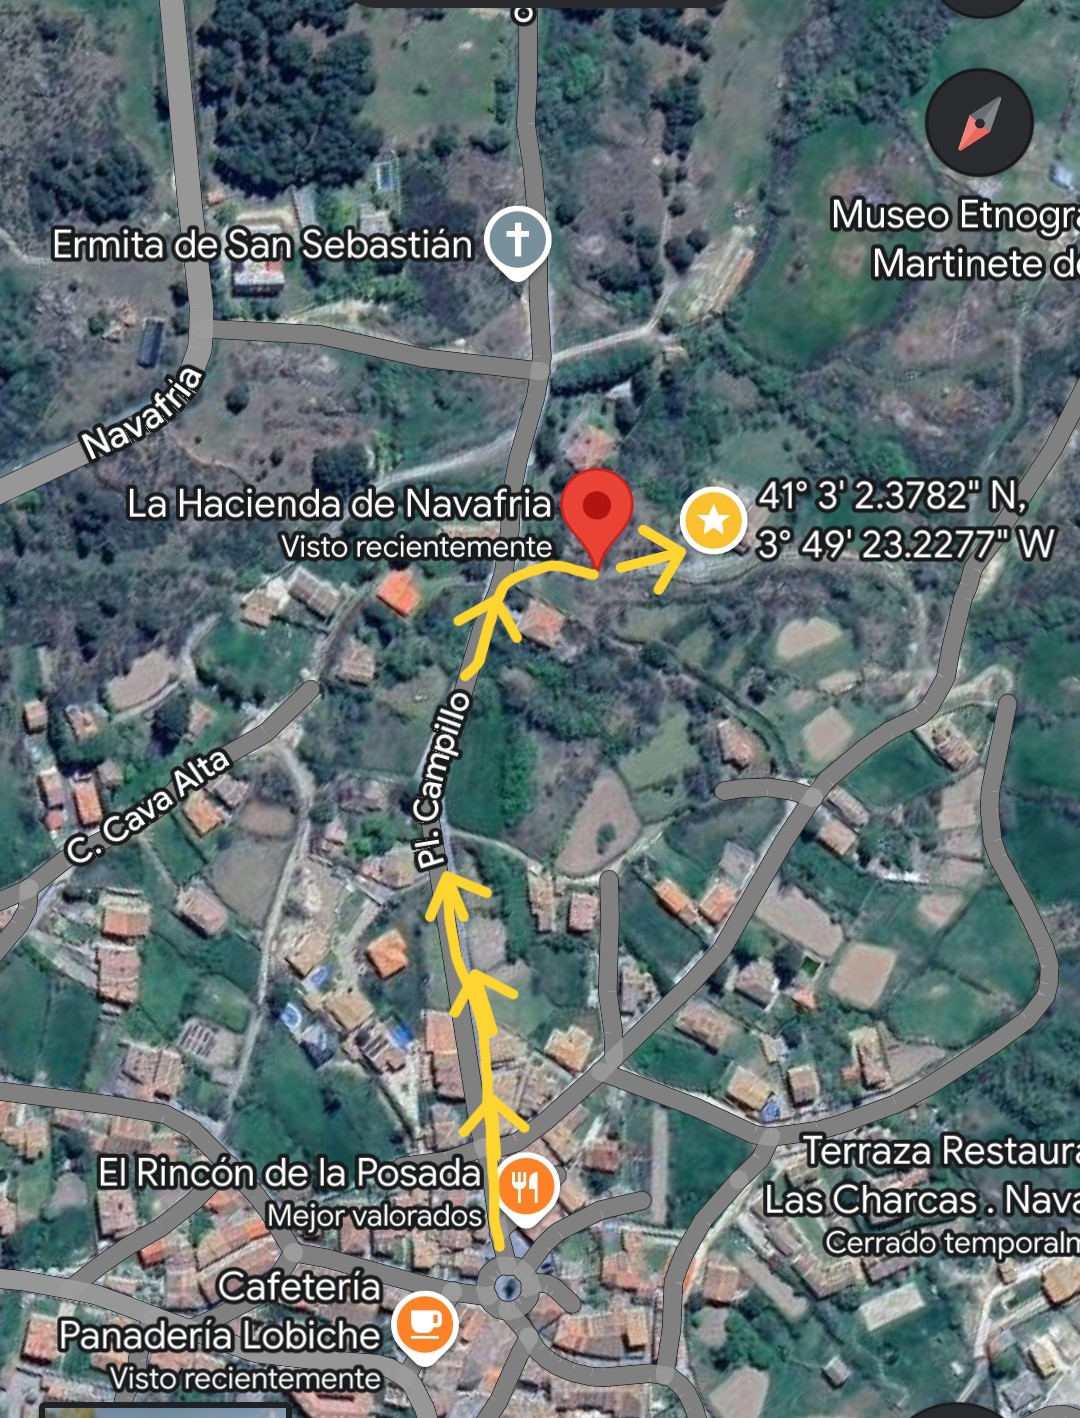 Museo Etnogra
Martinete de
Ermita de San Sebastián
Navafria
La Hacienda de Navafria
Visto recientemente
41° 3' 2.3782" N,
3° 49' 23.2277" W
Pl. Campillo
C. Cava Alta
El Rincón de la Posada
Mejor valorados
Terraza Restaura
Las Charcas . Nava
Cerrado temporalm
Cafetería
Panadería Lobiche
Visto recientemente